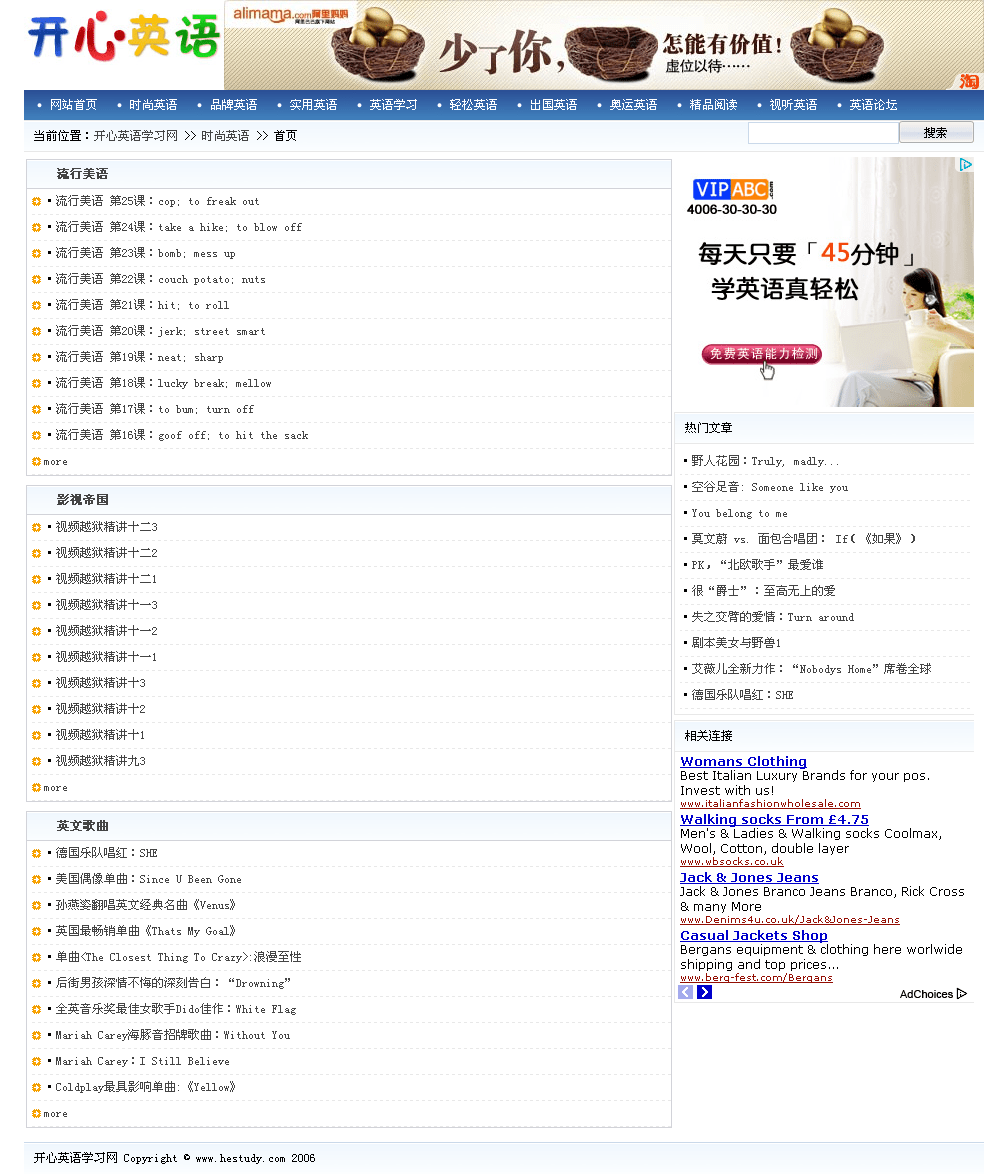 开心英语
alimama.com阿里妈妈
阿里巴巴旗下网站
少了你，怎能有价值！
虚位以待······
淘
• 网站首页 • 时尚英语 • 品牌英语 • 实用英语 • 英语学习 • 轻松英语 • 出国英语 • 奥运英语 • 精品阅读 • 视听英语 • 英语论坛
当前位置：开心英语学习网 >> 时尚英语 >> 首页
搜索
流行美语
▪ 流行美语 第25课：cop; to freak out
▪ 流行美语 第24课：take a hike; to blow off
▪ 流行美语 第23课：bomb; mess up
▪ 流行美语 第22课：couch potato; nuts
▪ 流行美语 第21课：hit; to roll
▪ 流行美语 第20课：jerk; street smart
▪ 流行美语 第19课：neat; sharp
▪ 流行美语 第18课：lucky break; mellow
▪ 流行美语 第17课：to bum; turn off
▪ 流行美语 第16课：goof off; to hit the sack
more
影视帝国
▪ 视频越狱精讲十二3
▪ 视频越狱精讲十二2
▪ 视频越狱精讲十二1
▪ 视频越狱精讲十一3
▪ 视频越狱精讲十一2
▪ 视频越狱精讲十一1
▪ 视频越狱精讲十3
▪ 视频越狱精讲十2
▪ 视频越狱精讲十1
▪ 视频越狱精讲九3
more
英文歌曲
▪ 德国乐队唱红：SHE
▪ 美国偶像单曲：Since U Been Gone
▪ 孙燕姿翻唱英文经典名曲《Venus》
▪ 英国最畅销单曲《Thats My Goal》
▪ 单曲<The Closest Thing To Crazy>:浪漫至性
▪ 后街男孩深情不悔的深刻告白：“Drowning”
▪ 全英音乐奖最佳女歌手Dido佳作：White Flag
▪ Mariah Carey海豚音招牌歌曲：Without You
▪ Mariah Carey：I Still Believe
▪ Coldplay最具影响单曲:《Yellow》
more
VIPABC.com
4006-30-30-30
每天只要「45分钟」
学英语真轻松
免费英语能力检测
热门文章
▪ 野人花园：Truly, madly...
▪ 空谷足音: Someone like you
▪ You belong to me
▪ 莫文蔚 vs. 面包合唱团： If(《如果》)
▪ PK，“北欧歌手”最爱谁
▪ 很“爵士”：至高无上的爱
▪ 失之交臂的爱情：Turn around
▪ 剧本美女与野兽1
▪ 艾薇儿全新力作：“Nobodys Home”席卷全球
▪ 德国乐队唱红：SHE
相关连接
Womans Clothing
Best Italian Luxury Brands for your pos.
Invest with us!
www.italianfashionwholesale.com
Walking socks From £4.75
Men's & Ladies & Walking socks Coolmax,
Wool, Cotton, double layer
www.wbsocks.co.uk
Jack & Jones Jeans
Jack & Jones Branco Jeans Branco, Rick Cross
& many More
www.Denims4u.co.uk/Jack&Jones-Jeans
Casual Jackets Shop
Bergans equipment & clothing here worlwide
shipping and top prices...
www.berg-fest.com/Bergans
AdChoices
开心英语学习网 Copyright © www.hestudy.com 2006